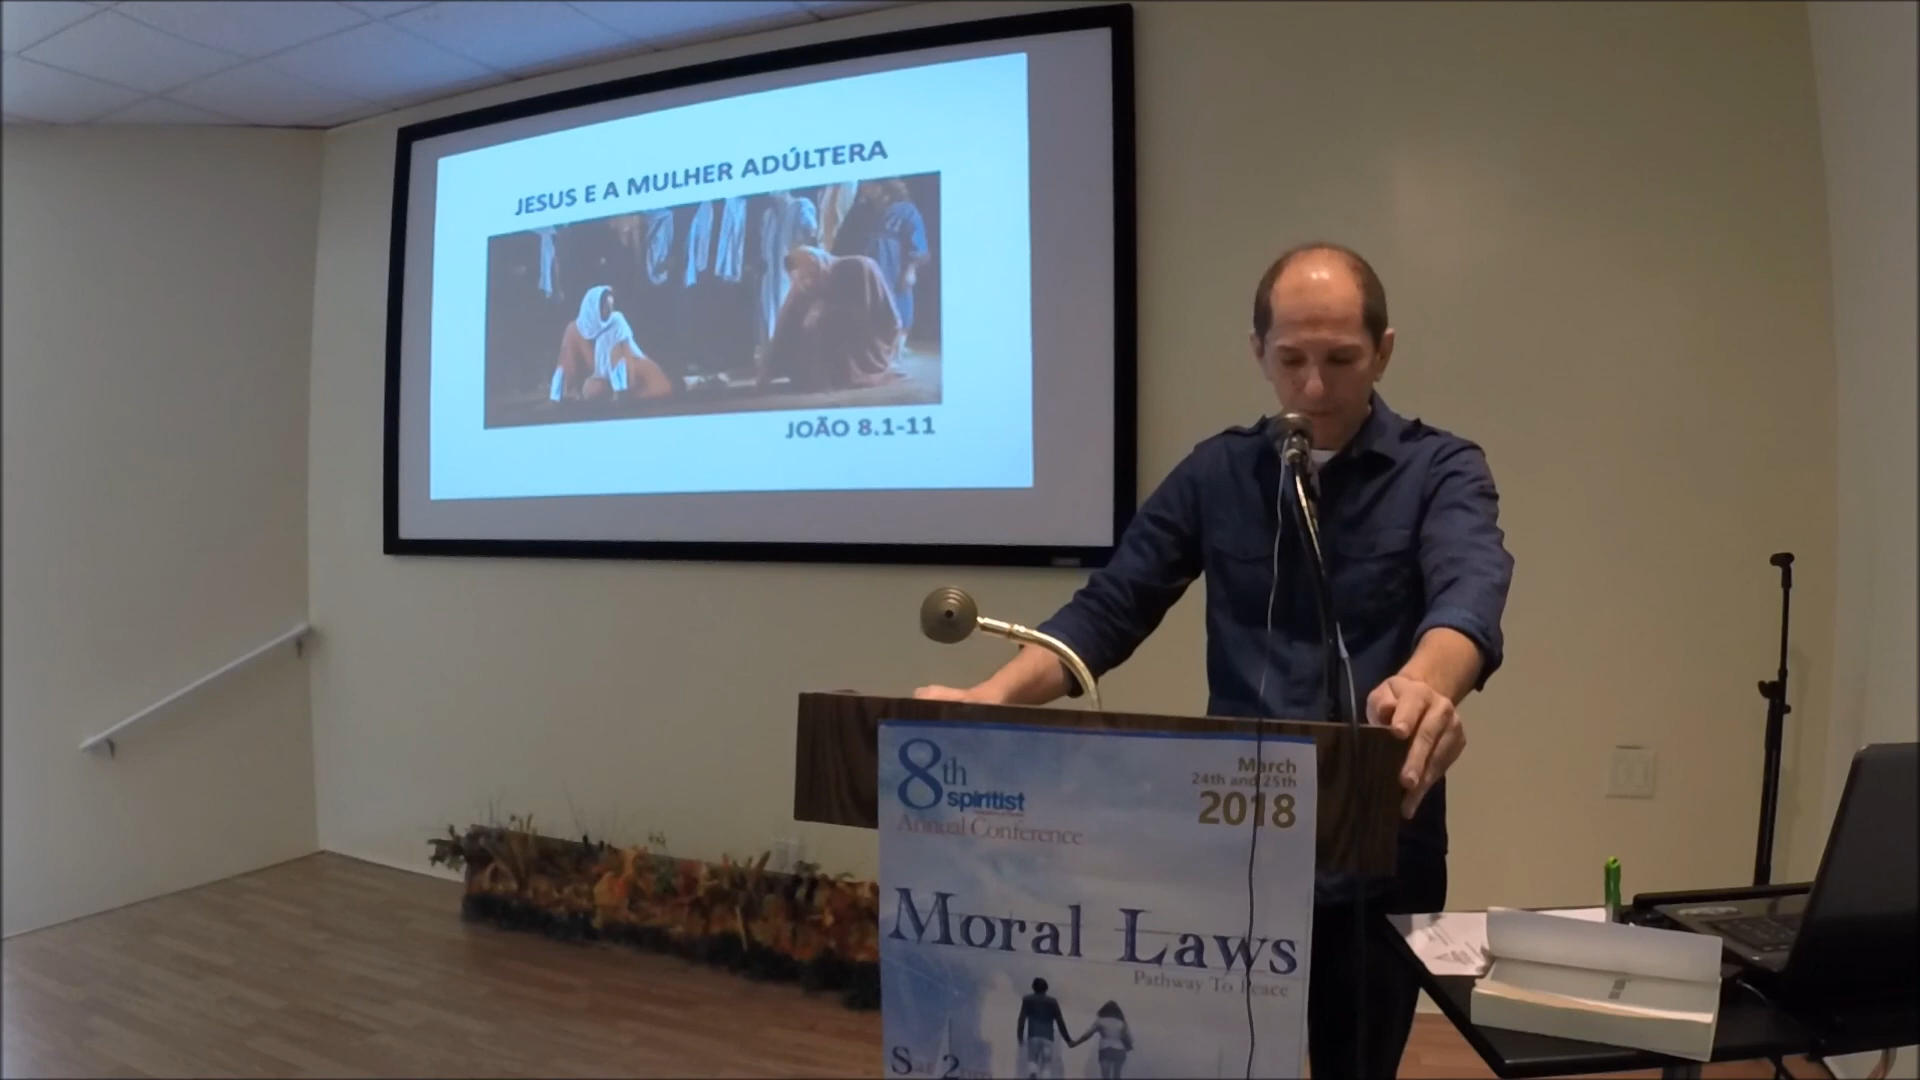 JESUS E A MULHER ADÚLTERA
JOÃO 8.1-11
8th
spiritist
Annual Conference
March
24th and 25th
2018
Moral Laws
Pathway To Peace